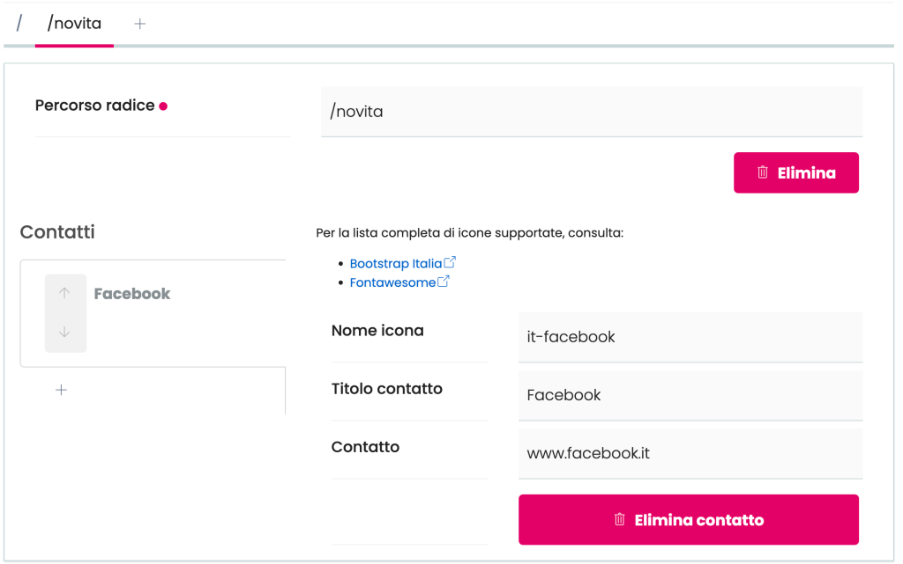 / /novita +
Percorso radice
/novita
Elimina
Contatti
Per la lista completa di icone supportate, consulta:
Facebook
• Bootstrap Italia
• Fontawesome
Nome icona
it-facebook
+
Titolo contatto
Facebook
Contatto
www.facebook.it
Elimina contatto